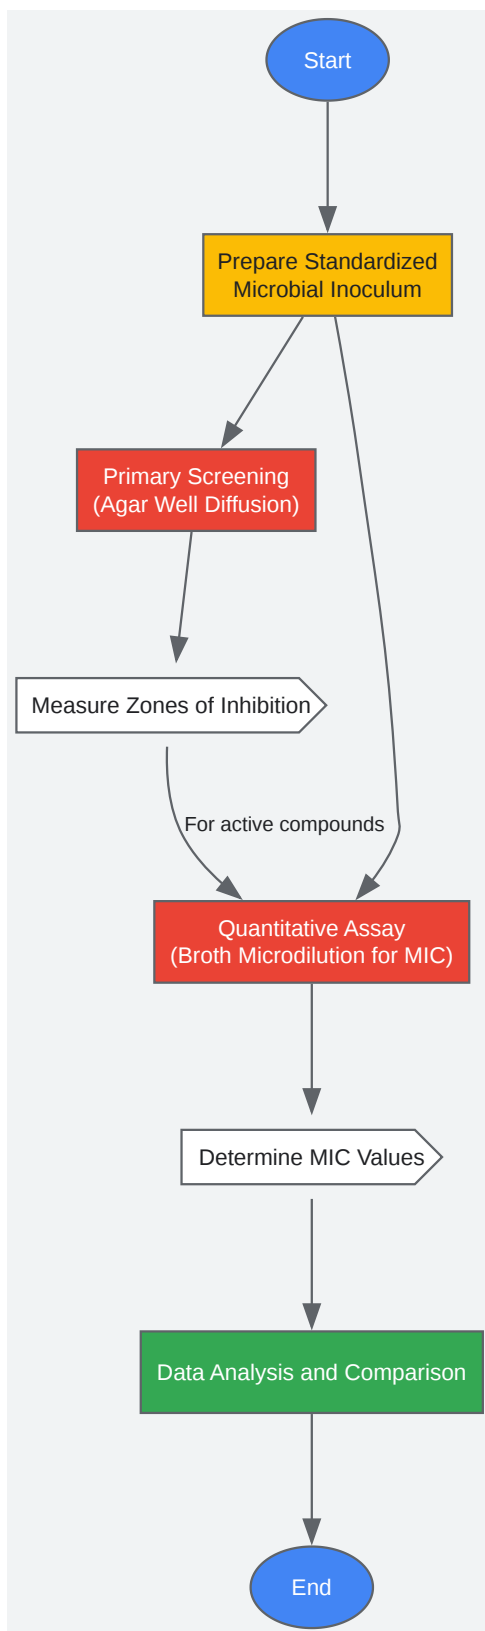 Start
Prepare Standardized
Microbial Inoculum
Primary Screening
(Agar Well Diffusion)
Measure Zones of Inhibition
For active compounds
Quantitative Assay
(Broth Microdilution for MIC)
Determine MIC Values
Data Analysis and Comparison
End